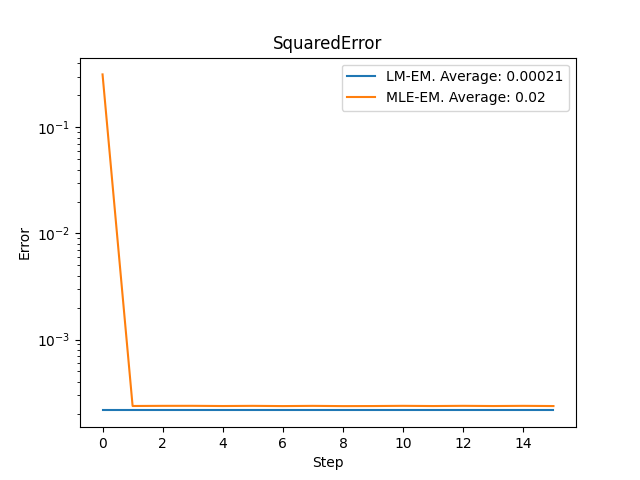 SquaredError
LM-EM. Average: 0.00021
MLE-EM. Average: 0.02
Error
10⁻¹
10⁻²
10⁻³
0 2 4 6 8 10 12 14
Step